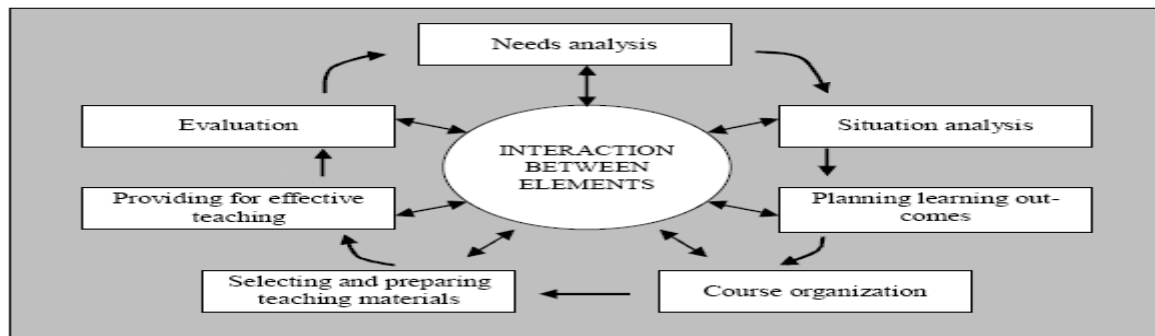 Needs analysis
Evaluation
Situation analysis
INTERACTION
BETWEEN
ELEMENTS
Providing for effective
teaching
Planning learning out-
comes
Selecting and preparing
teaching materials
Course organization